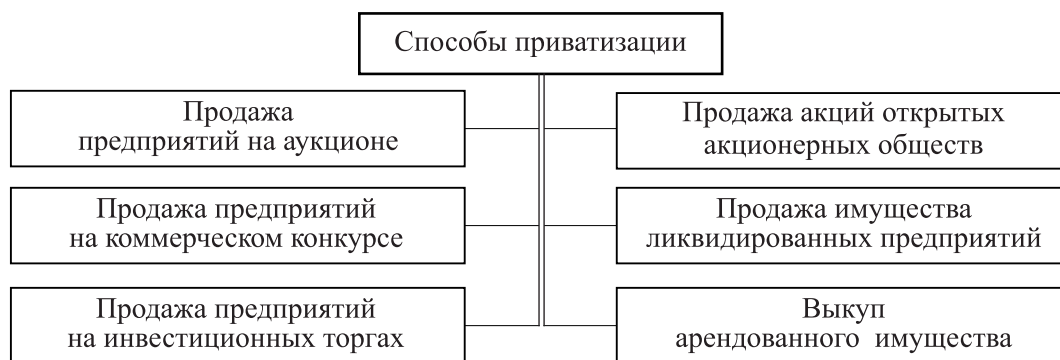 Способы приватизации
Продажа
предприятий на аукционе
Продажа акций открытых
акционерных обществ
Продажа предприятий
на коммерческом конкурсе
Продажа имущества
ликвидированных предприятий
Продажа предприятий
на инвестиционных торгах
Выкуп
арендованного имущества